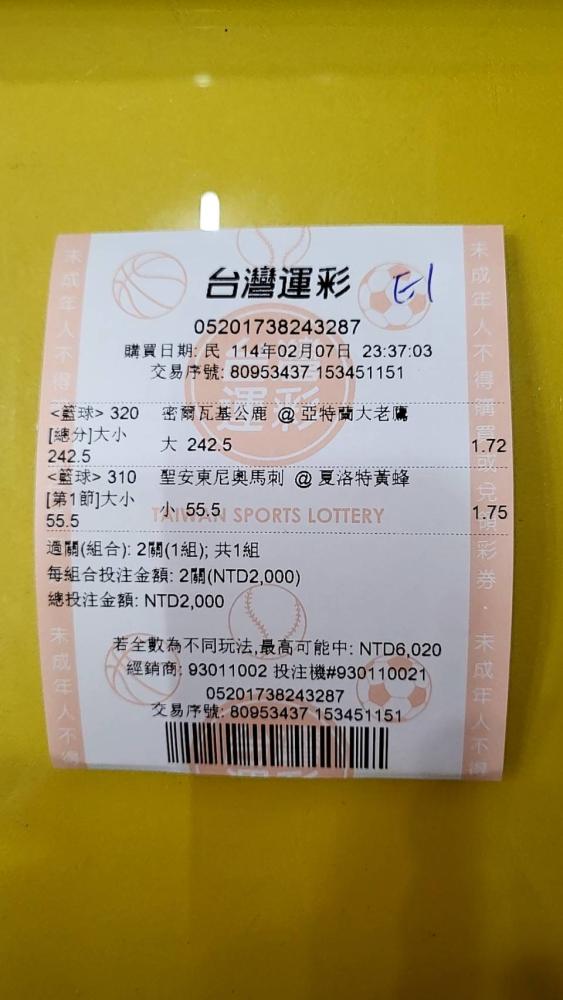 台灣運彩
E1
05201738243287
購買日期: 民 114年02月07日 23:37:03
交易序號: 80953437 153451151
<籃球> 320 密爾瓦基公鹿 @ 亞特蘭大老鷹
[總分]大小 大 242.5 1.72
242.5
<籃球> 310 聖安東尼奧馬刺 @ 夏洛特黃蜂
[第1節]大小 小 55.5 1.75
55.5
TAIWAN SPORTS LOTTERY
過關(組合): 2關(1組); 共1組
每組合投注金額: 2關(NTD2,000)
總投注金額: NTD2,000
若全數為不同玩法,最高可能中: NTD6,020
經銷商: 93011002 投注機#930110021
05201738243287
交易序號: 80953437 153451151
未成年人不得
未成年人不得
未成年人不得購買或兌領彩券．未成年人不得